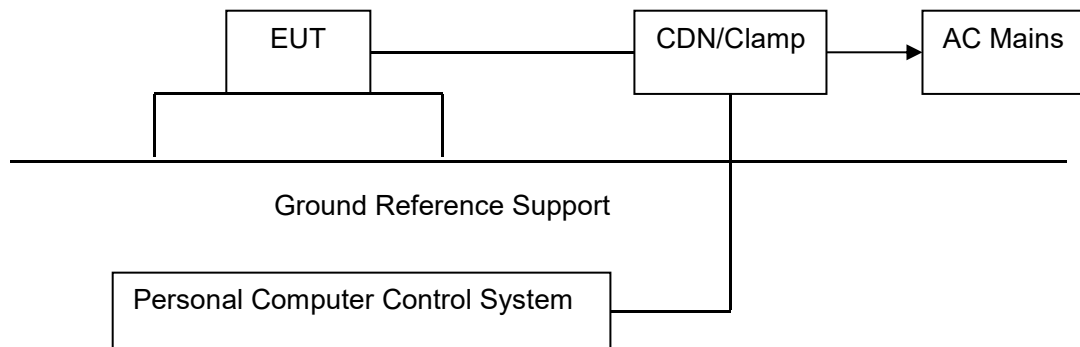 EUT
CDN/Clamp
AC Mains
Ground Reference Support
Personal Computer Control System